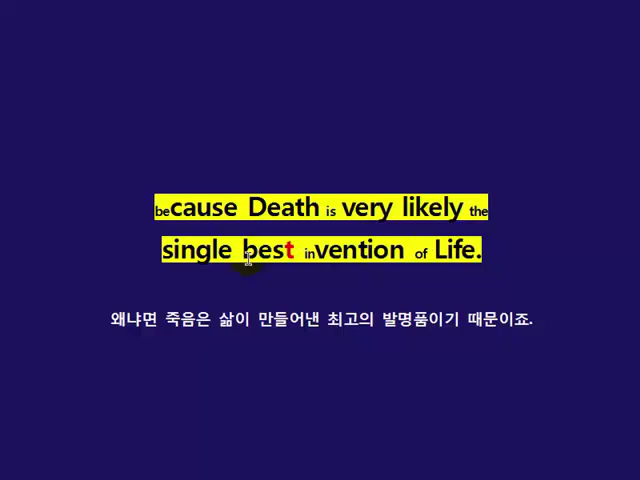 because Death is very likely the
single best invention of Life.
왜냐면 죽음은 삶이 만들어낸 최고의 발명품이기 때문이죠.